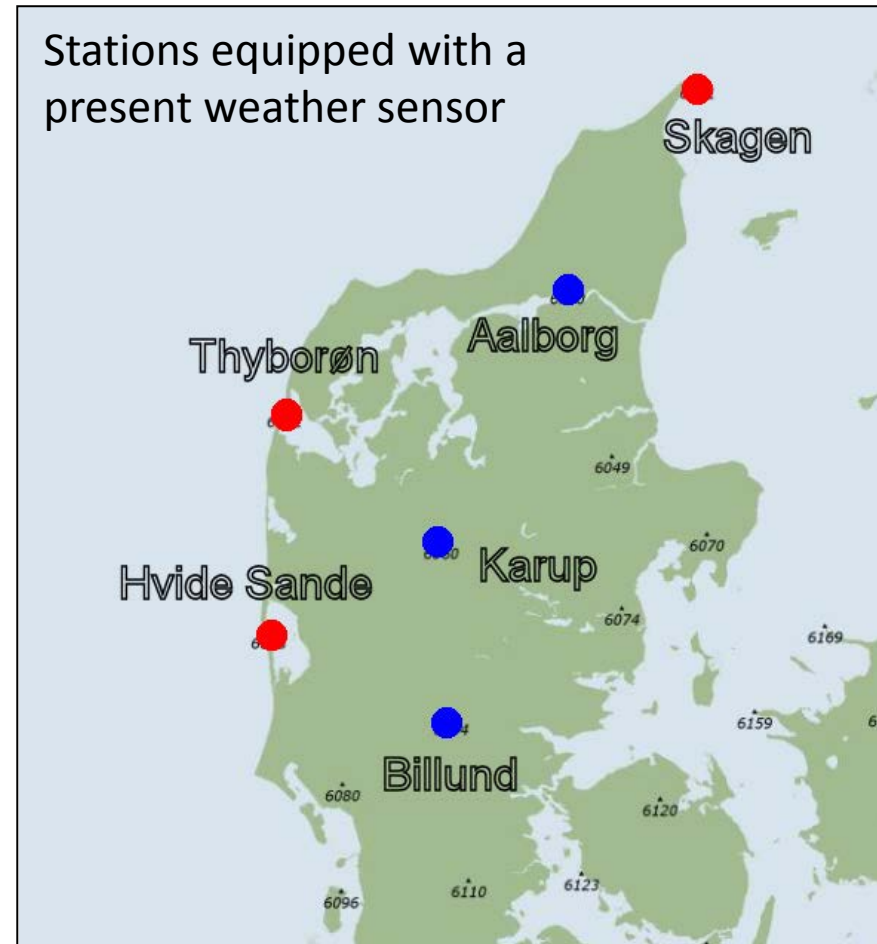 Stations equipped with a
present weather sensor
Skagen
Aalborg
Thyborøn
6049
Karup
6070
Hvide Sande
6074
6169
6159
Billund
6080
6120
6110
6123
6096